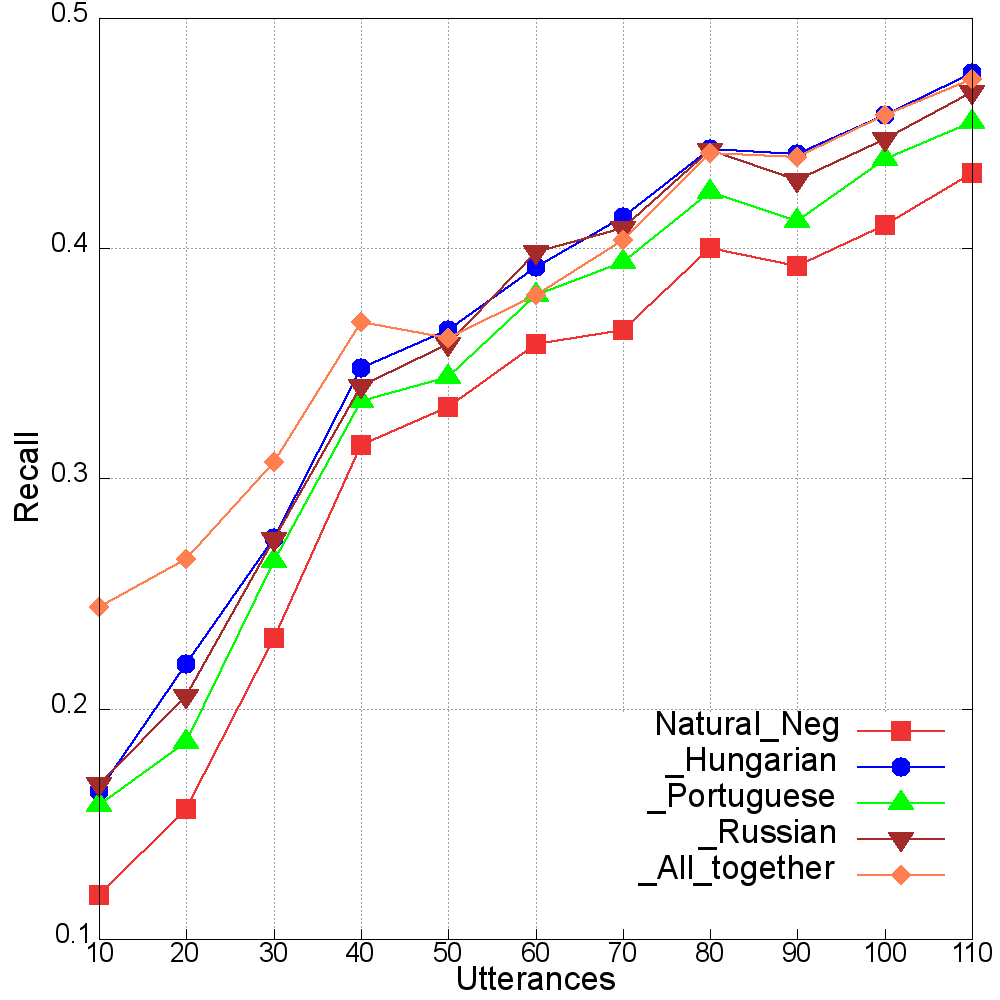 0.5
0.4
0.3
0.2
0.1
Recall
Natural_Neg
_Hungarian
_Portuguese
_Russian
_All_together
10 20 30 40 50 60 70 80 90 100 110
Utterances